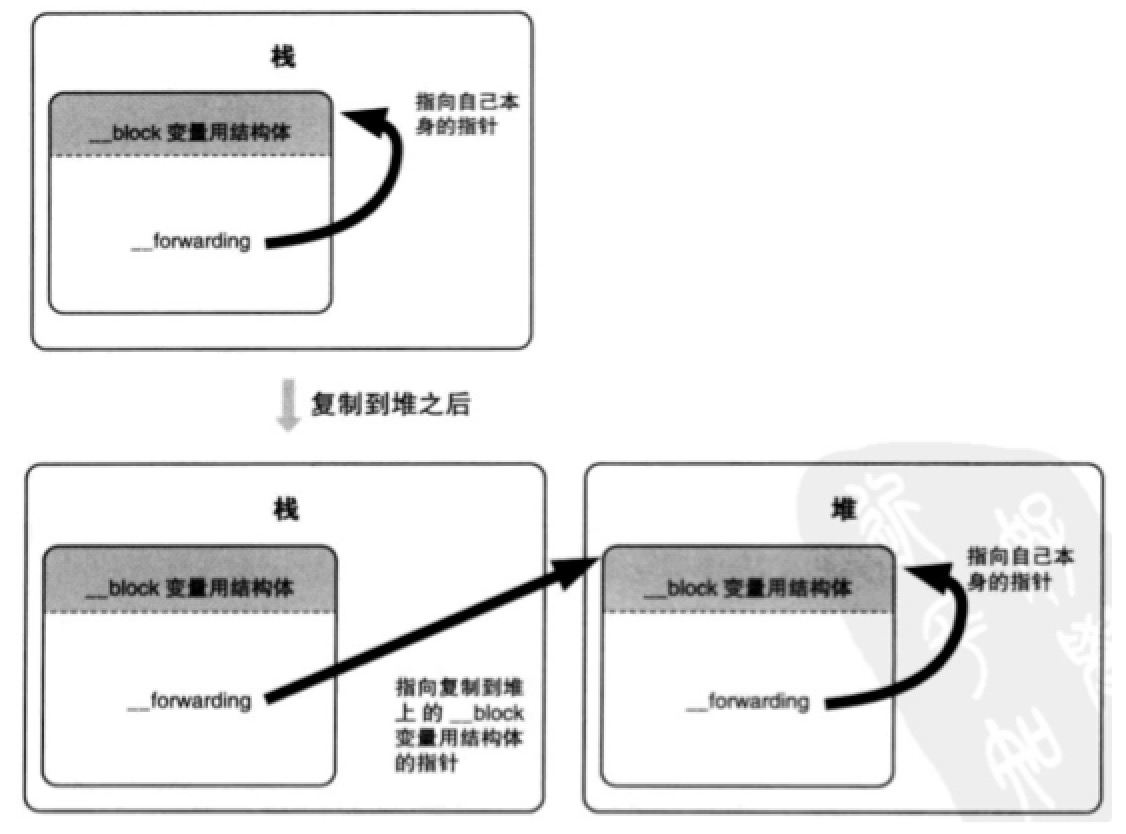 栈
指向自己本
身的指针
__block 变量用结构体
__forwarding
复制到堆之后
栈
__block 变量用结构体
__forwarding
指向复制到堆
上 的 __block
变量用结构体
的指针
堆
__block 变量用结构体
指向自己本
身的指针
__forwarding